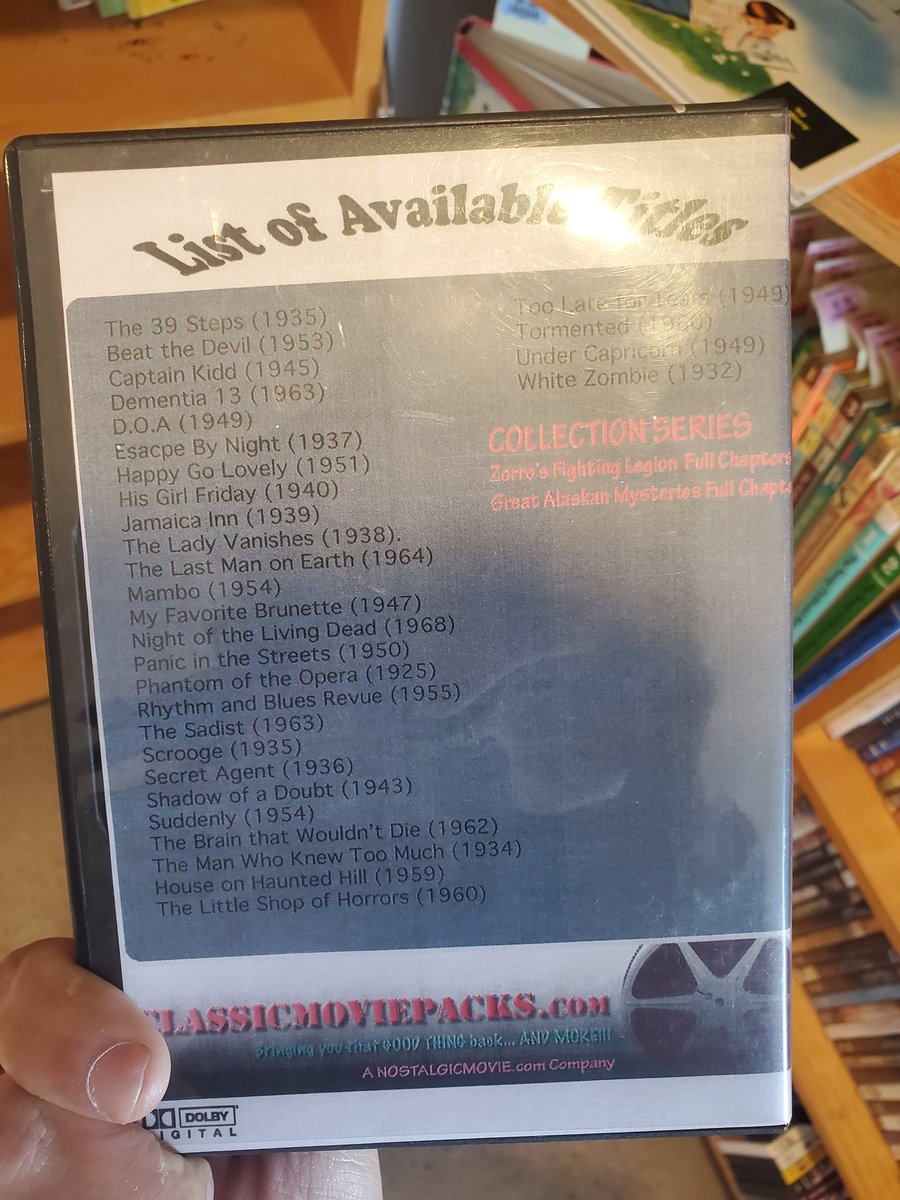 List of Available Titles
The 39 Steps (1935)
Beat the Devil (1953)
Captain Kidd (1945)
Dementia 13 (1963)
D.O.A (1949)
Esacpe By Night (1937)
Happy Go Lovely (1951)
His Girl Friday (1940)
Jamaica Inn (1939)
The Lady Vanishes (1938).
The Last Man on Earth (1964)
Mambo (1954)
My Favorite Brunette (1947)
Night of the Living Dead (1968)
Panic in the Streets (1950)
Phantom of the Opera (1925)
Rhythm and Blues Revue (1955)
The Sadist (1963)
Scrooge (1935)
Secret Agent (1936)
Shadow of a Doubt (1943)
Suddenly (1954)
The Brain that Wouldn't Die (1962)
The Man Who Knew Too Much (1934)
House on Haunted Hill (1959)
The Little Shop of Horrors (1960)
Too Late for Tears (1949)
Tormented (1960)
Under Capricorn (1949)
White Zombie (1932)
COLLECTION SERIES
Zorro's Fighting Legion Full Chapters
Great Alaskan Mysteries Full Chapte
CLASSICMOVIEPACKS.COM
Bringing you that GOOD THING back... AND MORE!!!
A NOSTALGICMOVIE.com Company
DOLBY
DIGITAL